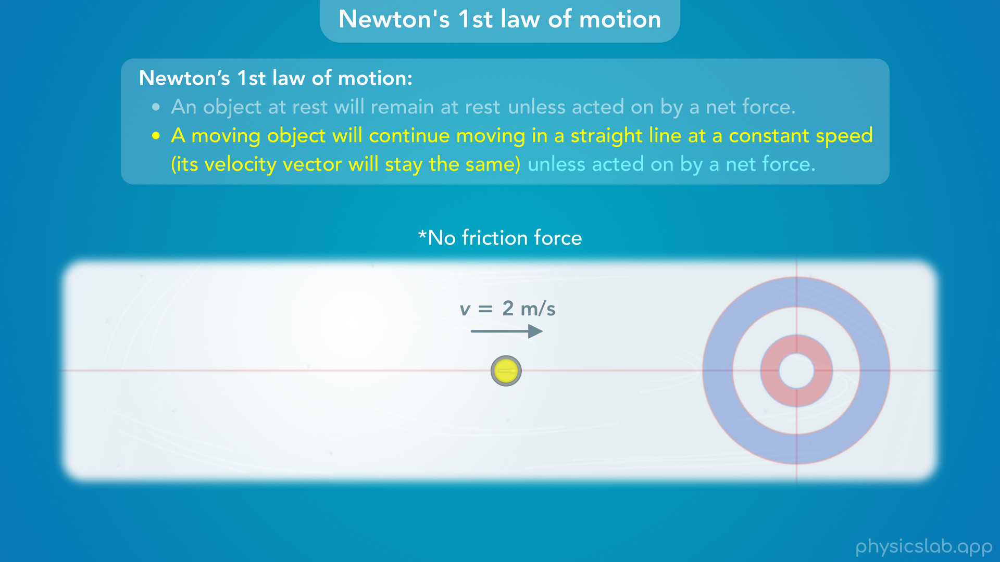 Newton's 1st law of motion
Newton’s 1st law of motion:
• An object at rest will remain at rest unless acted on by a net force.
• A moving object will continue moving in a straight line at a constant speed
(its velocity vector will stay the same) unless acted on by a net force.
*No friction force
v = 2 m/s
physicslab.app